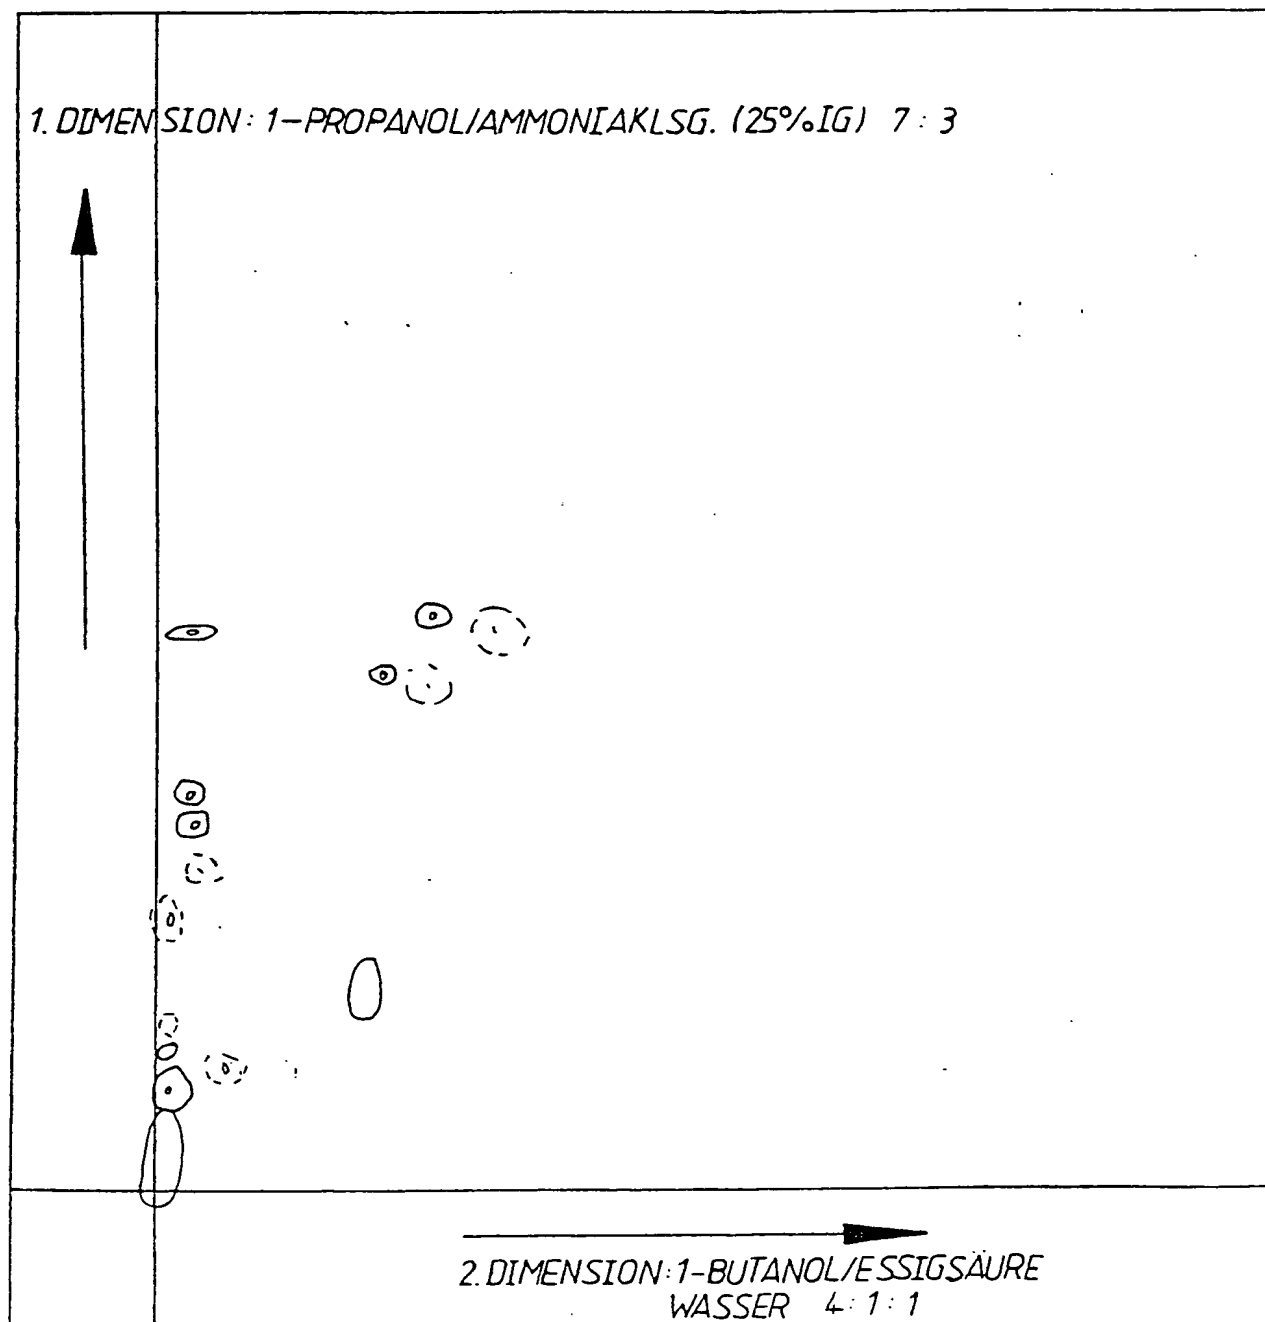 1. DIMENSION: 1-PROPANOL/AMMONIAKLSG. (25%IG) 7:3
2. DIMENSION: 1-BUTANOL/ESSIGSÄURE
WASSER 4:1:1